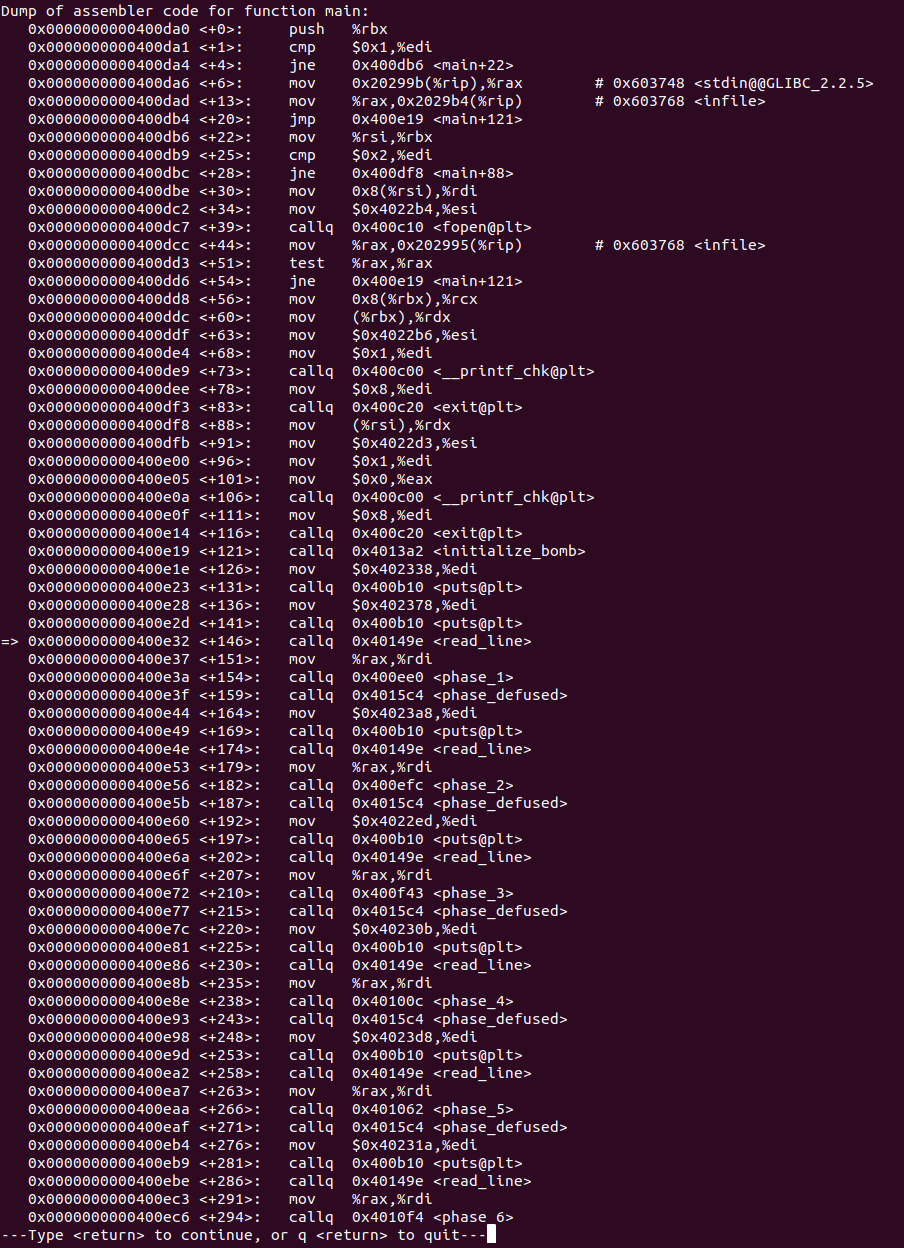 Dump of assembler code for function main:
   0x0000000000400da0 <+0>:     push   %rbx
   0x0000000000400da1 <+1>:     cmp    $0x1,%edi
   0x0000000000400da4 <+4>:     jne    0x400db6 <main+22>
   0x0000000000400da6 <+6>:     mov    0x20299b(%rip),%rax        # 0x603748 <stdin@@GLIBC_2.2.5>
   0x0000000000400dad <+13>:    mov    %rax,0x2029b4(%rip)        # 0x603768 <infile>
   0x0000000000400db4 <+20>:    jmp    0x400e19 <main+121>
   0x0000000000400db6 <+22>:    mov    %rsi,%rbx
   0x0000000000400db9 <+25>:    cmp    $0x2,%edi
   0x0000000000400dbc <+28>:    jne    0x400df8 <main+88>
   0x0000000000400dbe <+30>:    mov    0x8(%rsi),%rdi
   0x0000000000400dc2 <+34>:    mov    $0x4022b4,%esi
   0x0000000000400dc7 <+39>:    callq  0x400c10 <fopen@plt>
   0x0000000000400dcc <+44>:    mov    %rax,0x202995(%rip)        # 0x603768 <infile>
   0x0000000000400dd3 <+51>:    test   %rax,%rax
   0x0000000000400dd6 <+54>:    jne    0x400e19 <main+121>
   0x0000000000400dd8 <+56>:    mov    0x8(%rbx),%rcx
   0x0000000000400ddc <+60>:    mov    (%rbx),%rdx
   0x0000000000400ddf <+63>:    mov    $0x4022b6,%esi
   0x0000000000400de4 <+68>:    mov    $0x1,%edi
   0x0000000000400de9 <+73>:    callq  0x400c00 <__printf_chk@plt>
   0x0000000000400dee <+78>:    mov    $0x8,%edi
   0x0000000000400df3 <+83>:    callq  0x400c20 <exit@plt>
   0x0000000000400df8 <+88>:    mov    (%rsi),%rdx
   0x0000000000400dfb <+91>:    mov    $0x4022d3,%esi
   0x0000000000400e00 <+96>:    mov    $0x1,%edi
   0x0000000000400e05 <+101>:   mov    $0x0,%eax
   0x0000000000400e0a <+106>:   callq  0x400c00 <__printf_chk@plt>
   0x0000000000400e0f <+111>:   mov    $0x8,%edi
   0x0000000000400e14 <+116>:   callq  0x400c20 <exit@plt>
   0x0000000000400e19 <+121>:   callq  0x4013a2 <initialize_bomb>
   0x0000000000400e1e <+126>:   mov    $0x402338,%edi
   0x0000000000400e23 <+131>:   callq  0x400b10 <puts@plt>
   0x0000000000400e28 <+136>:   mov    $0x402378,%edi
   0x0000000000400e2d <+141>:   callq  0x400b10 <puts@plt>
=> 0x0000000000400e32 <+146>:   callq  0x40149e <read_line>
   0x0000000000400e37 <+151>:   mov    %rax,%rdi
   0x0000000000400e3a <+154>:   callq  0x400ee0 <phase_1>
   0x0000000000400e3f <+159>:   callq  0x4015c4 <phase_defused>
   0x0000000000400e44 <+164>:   mov    $0x4023a8,%edi
   0x0000000000400e49 <+169>:   callq  0x400b10 <puts@plt>
   0x0000000000400e4e <+174>:   callq  0x40149e <read_line>
   0x0000000000400e53 <+179>:   mov    %rax,%rdi
   0x0000000000400e56 <+182>:   callq  0x400efc <phase_2>
   0x0000000000400e5b <+187>:   callq  0x4015c4 <phase_defused>
   0x0000000000400e60 <+192>:   mov    $0x4022ed,%edi
   0x0000000000400e65 <+197>:   callq  0x400b10 <puts@plt>
   0x0000000000400e6a <+202>:   callq  0x40149e <read_line>
   0x0000000000400e6f <+207>:   mov    %rax,%rdi
   0x0000000000400e72 <+210>:   callq  0x400f43 <phase_3>
   0x0000000000400e77 <+215>:   callq  0x4015c4 <phase_defused>
   0x0000000000400e7c <+220>:   mov    $0x40230b,%edi
   0x0000000000400e81 <+225>:   callq  0x400b10 <puts@plt>
   0x0000000000400e86 <+230>:   callq  0x40149e <read_line>
   0x0000000000400e8b <+235>:   mov    %rax,%rdi
   0x0000000000400e8e <+238>:   callq  0x40100c <phase_4>
   0x0000000000400e93 <+243>:   callq  0x4015c4 <phase_defused>
   0x0000000000400e98 <+248>:   mov    $0x4023d8,%edi
   0x0000000000400e9d <+253>:   callq  0x400b10 <puts@plt>
   0x0000000000400ea2 <+258>:   callq  0x40149e <read_line>
   0x0000000000400ea7 <+263>:   mov    %rax,%rdi
   0x0000000000400eaa <+266>:   callq  0x401062 <phase_5>
   0x0000000000400eaf <+271>:   callq  0x4015c4 <phase_defused>
   0x0000000000400eb4 <+276>:   mov    $0x40231a,%edi
   0x0000000000400eb9 <+281>:   callq  0x400b10 <puts@plt>
   0x0000000000400ebe <+286>:   callq  0x40149e <read_line>
   0x0000000000400ec3 <+291>:   mov    %rax,%rdi
   0x0000000000400ec6 <+294>:   callq  0x4010f4 <phase_6>
---Type <return> to continue, or q <return> to quit---